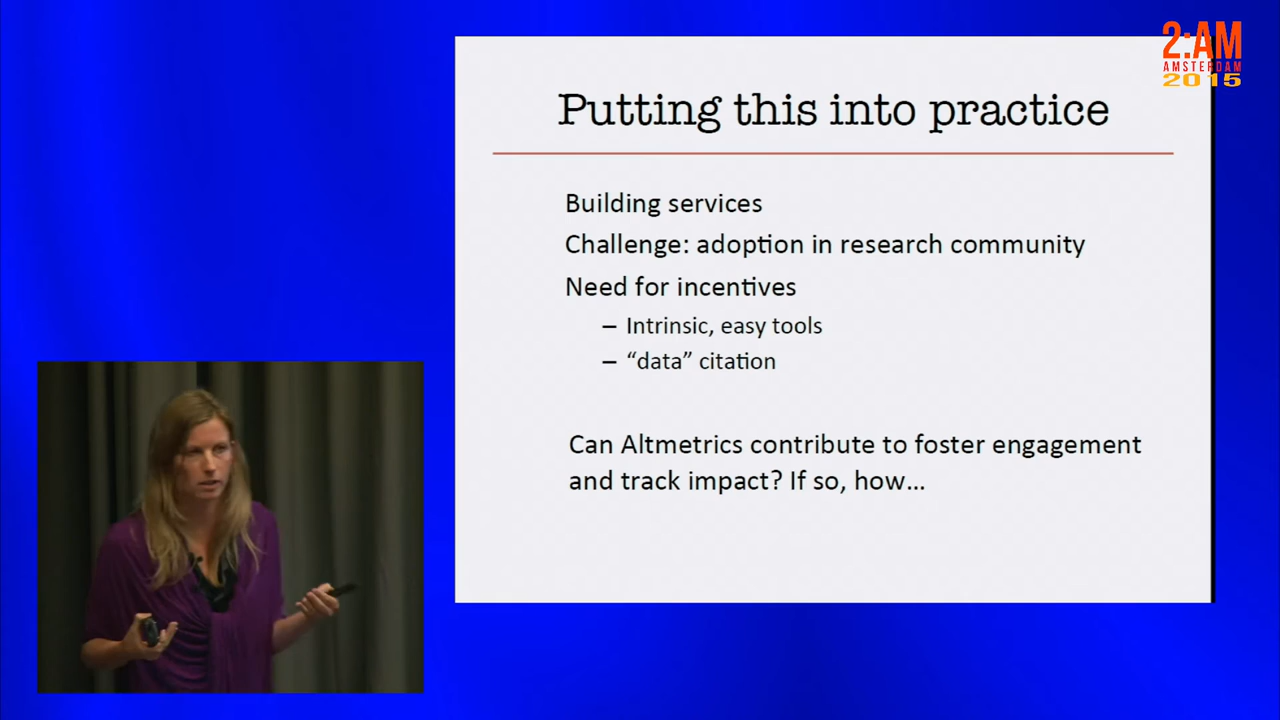 2:AM
AMSTERDAM
2015
Putting this into practice
Building services
Challenge: adoption in research community
Need for incentives
– Intrinsic, easy tools
– “data” citation
Can Altmetrics contribute to foster engagement
and track impact? If so, how…